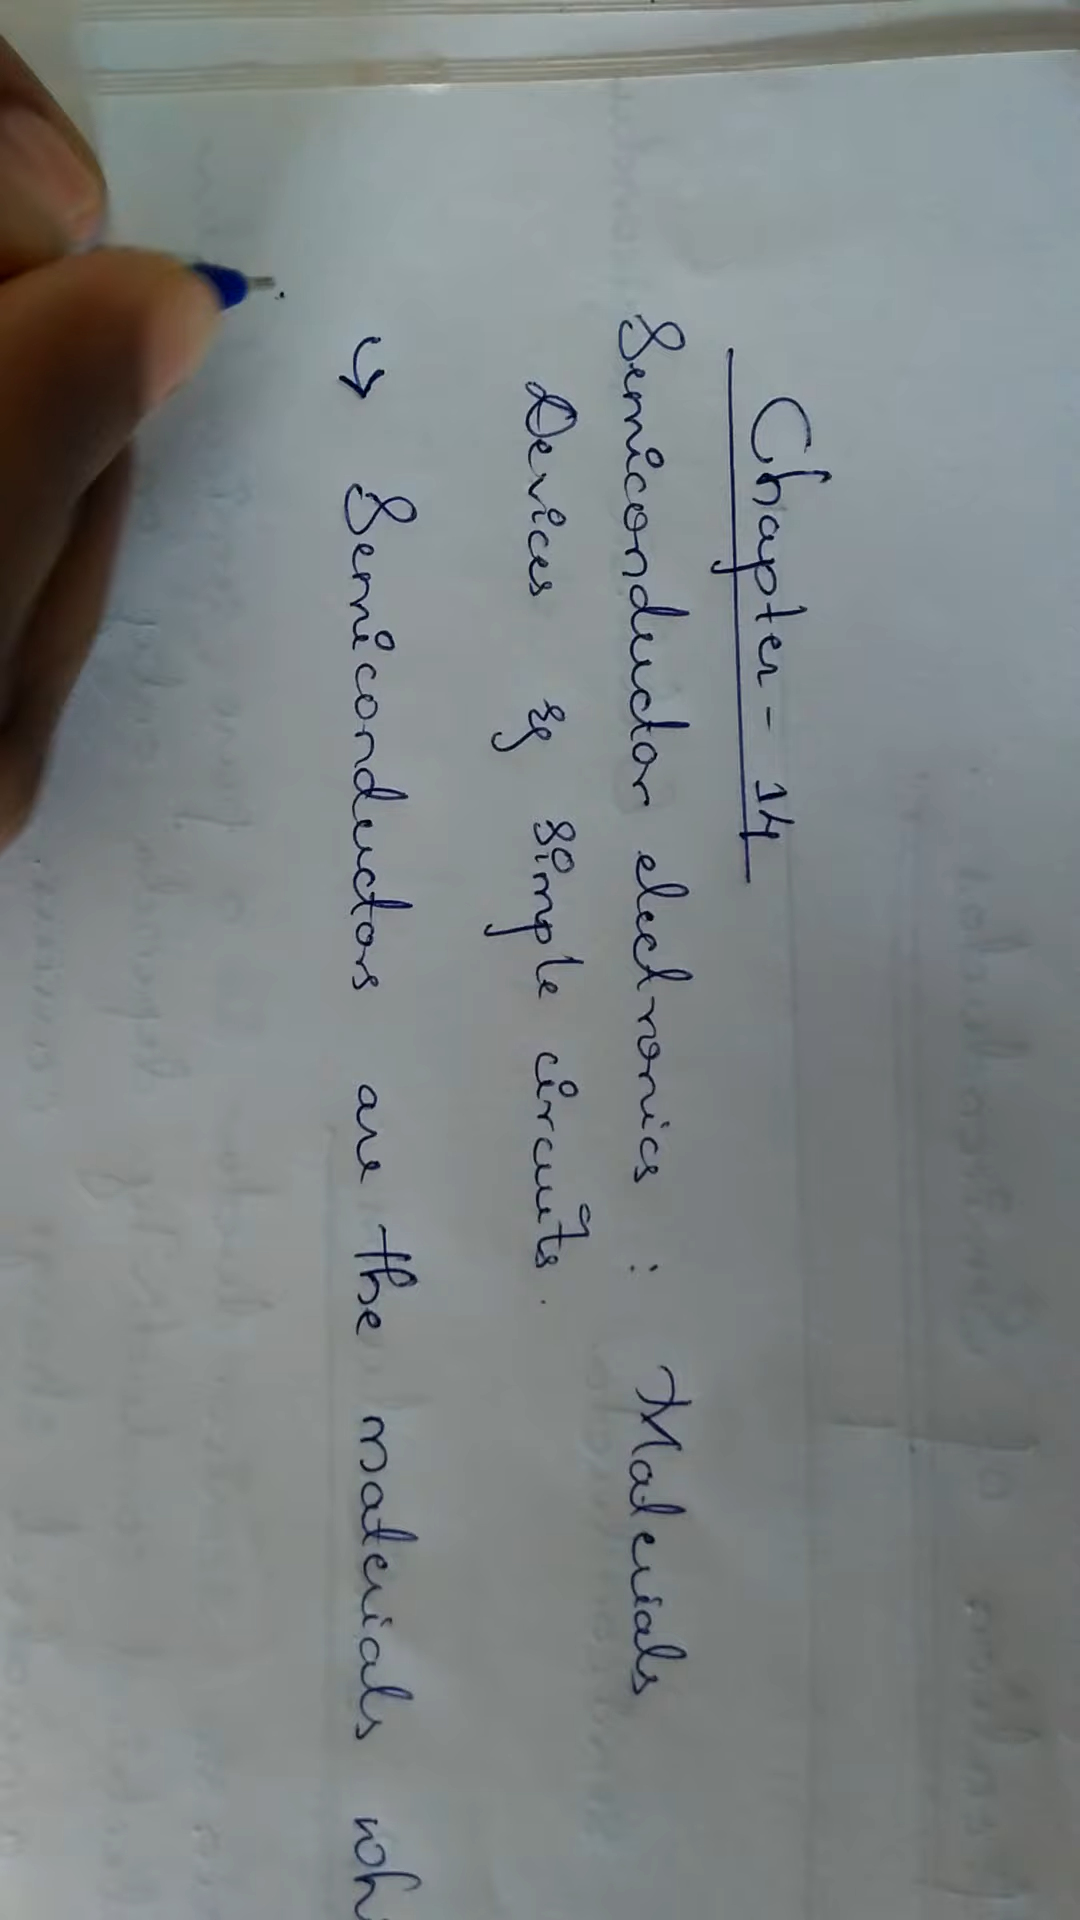 Chapter - 14
Semiconductor electronics : Materials
Devices & Simple circuits.
↳ Semiconductors are the materials